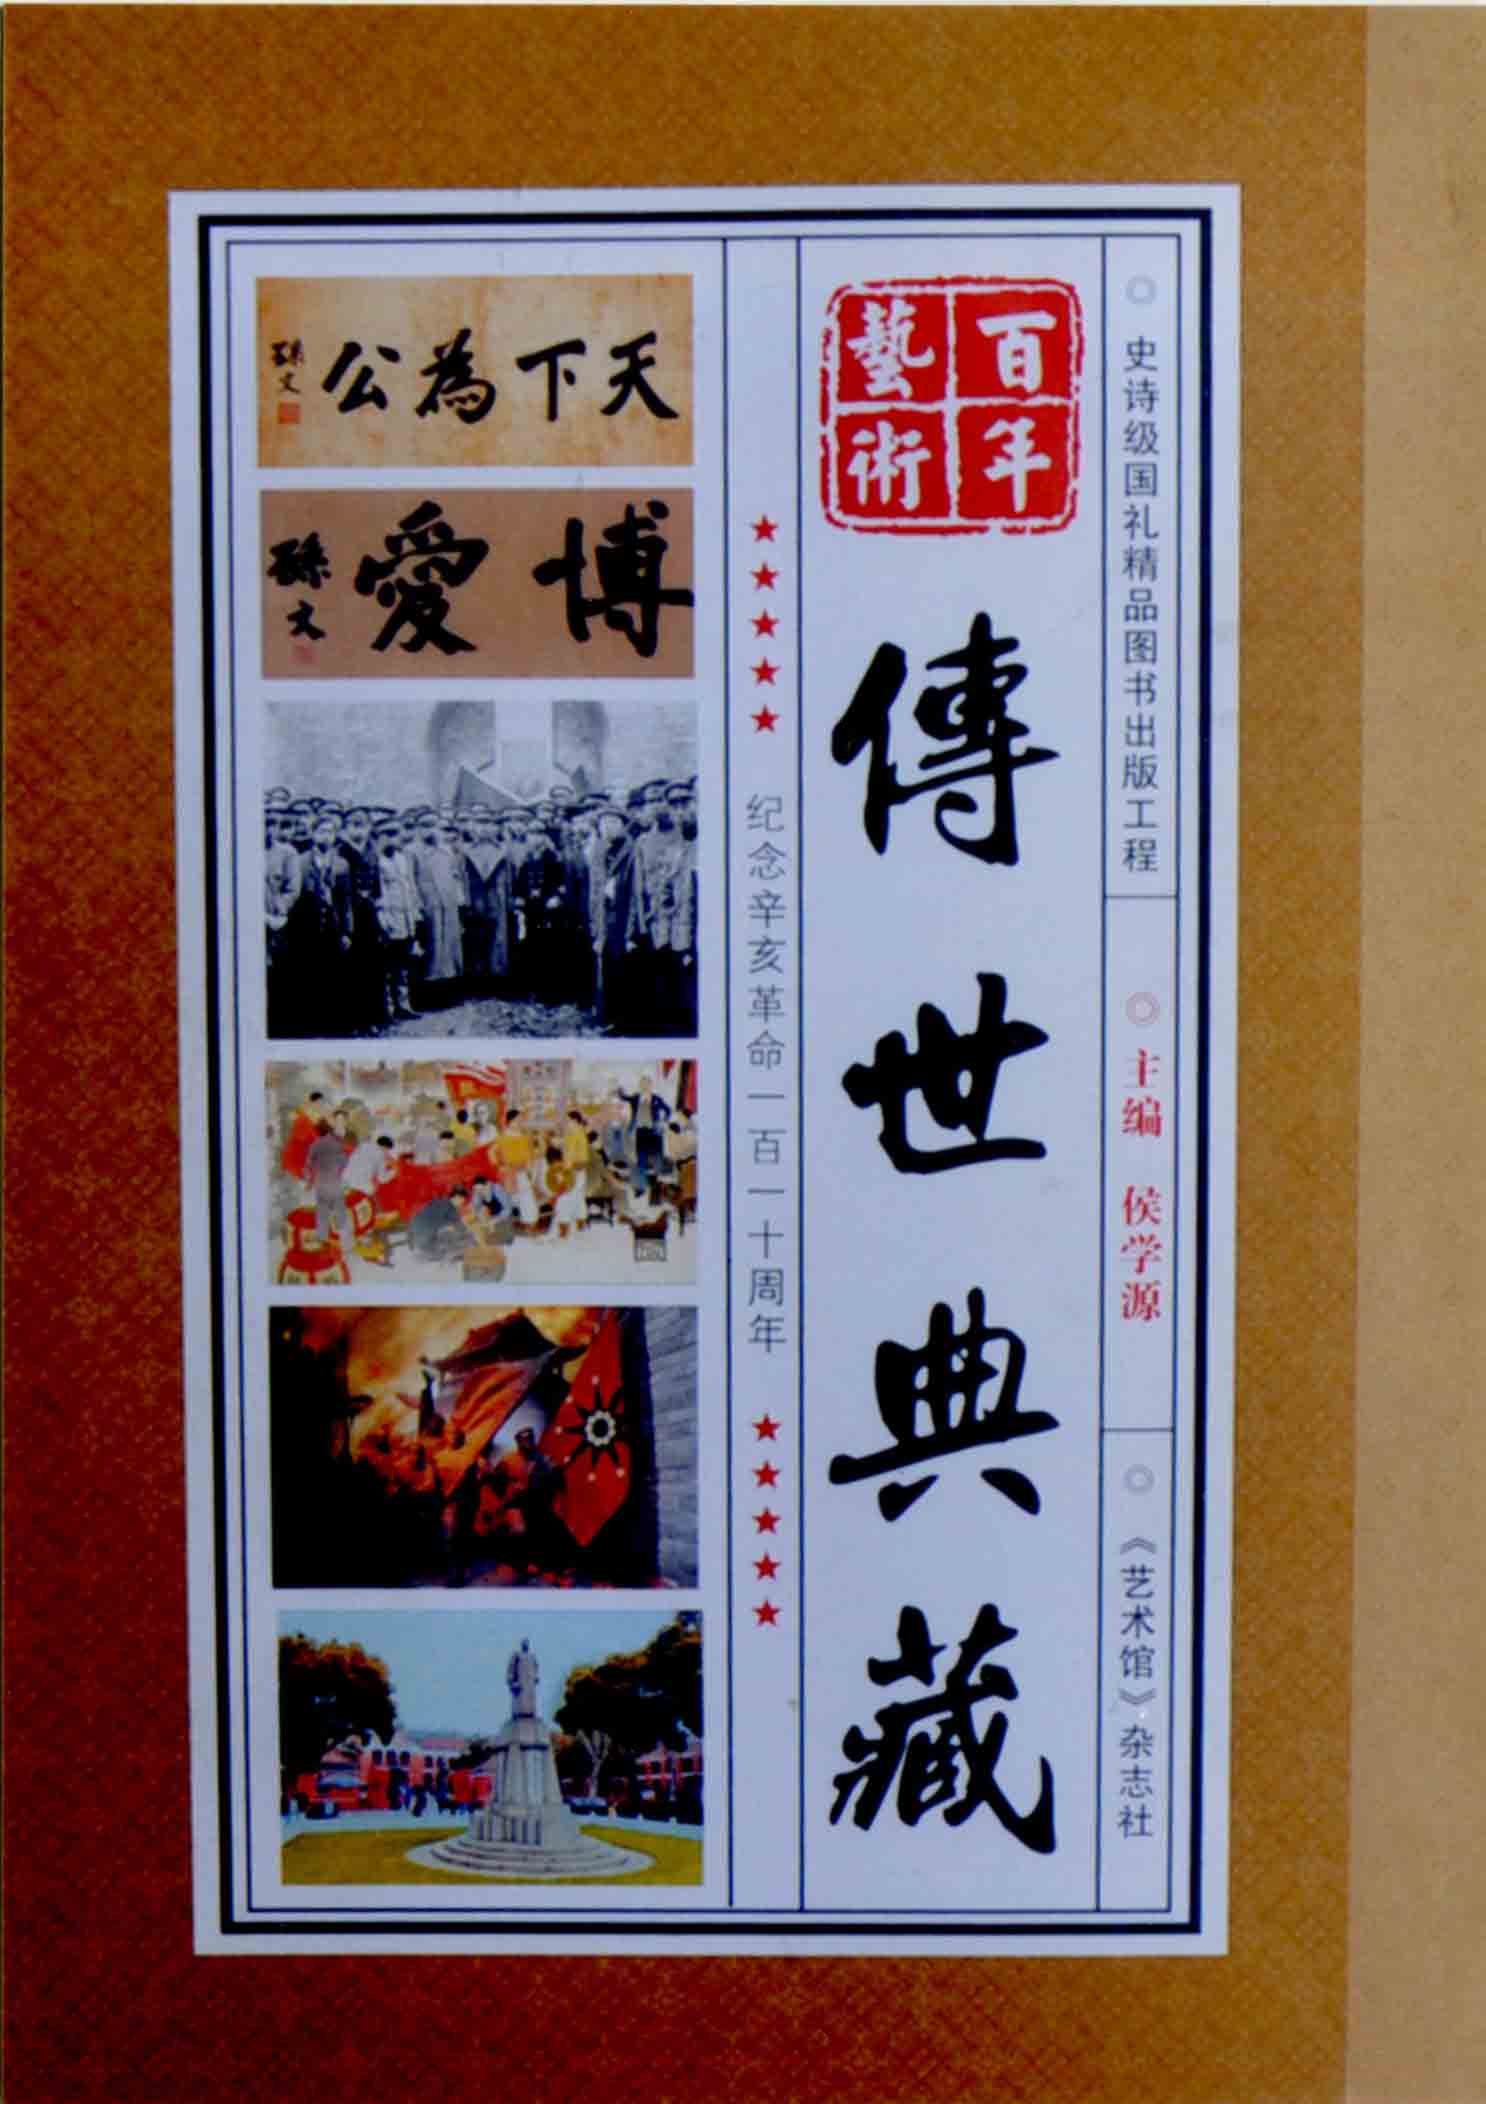 史诗级国礼精品图书出版工程
主编 侯学源
《艺术馆》杂志社
百年
藝術
傳世典藏
★★★★★ 纪念辛亥革命一百一十周年 ★★★★★
天下為公
孫文
博愛
孫文